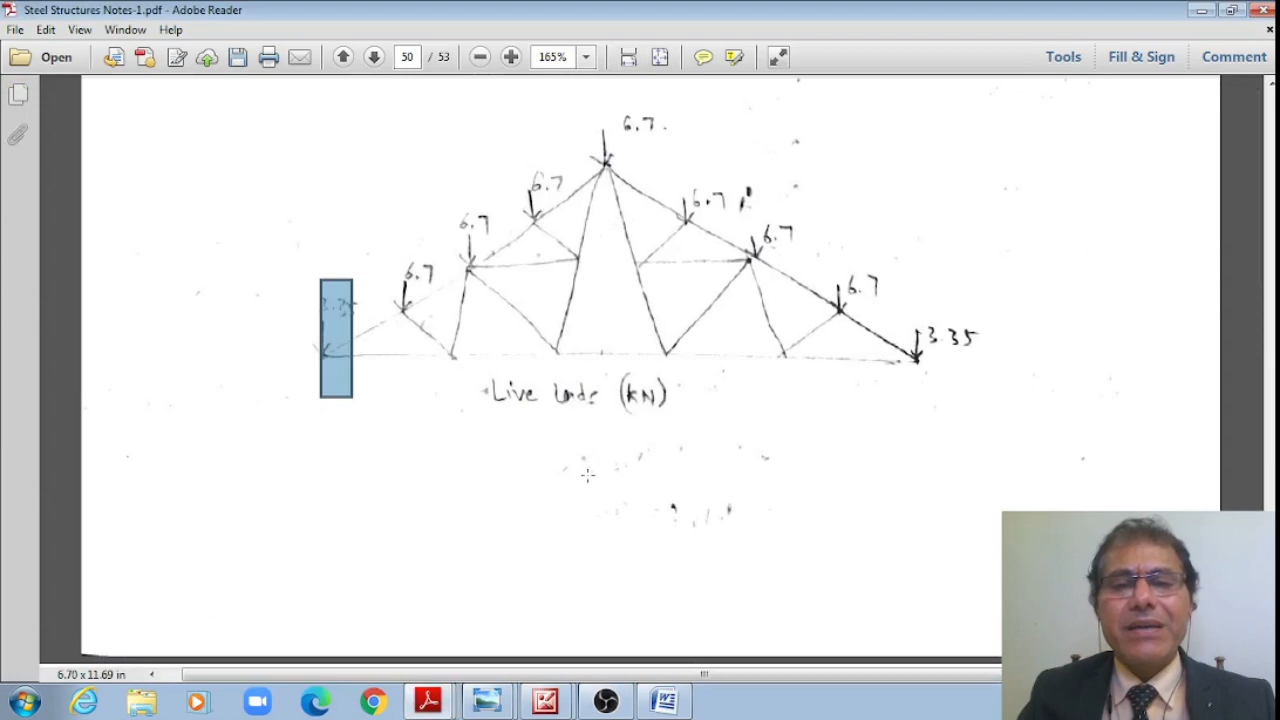 Steel Structures Notes-1.pdf - Adobe Reader
File Edit View Window Help
Open 50 / 53 165% Tools Fill & Sign Comment
6.7
6.7
6.7
6.7
6.7
6.7
6.7
3.35
Live loads (kN)
6.70 x 11.69 in